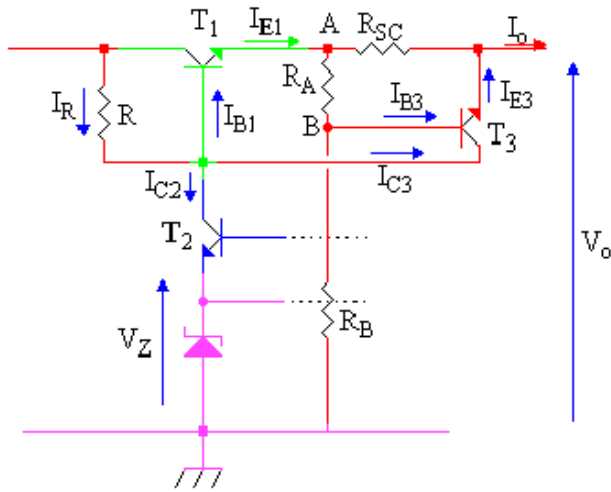 T1 IE1 A RSC Io
IR R IB1 RA IB3 IE3
B T3
IC2 IC3
T2 Vo
VZ RB